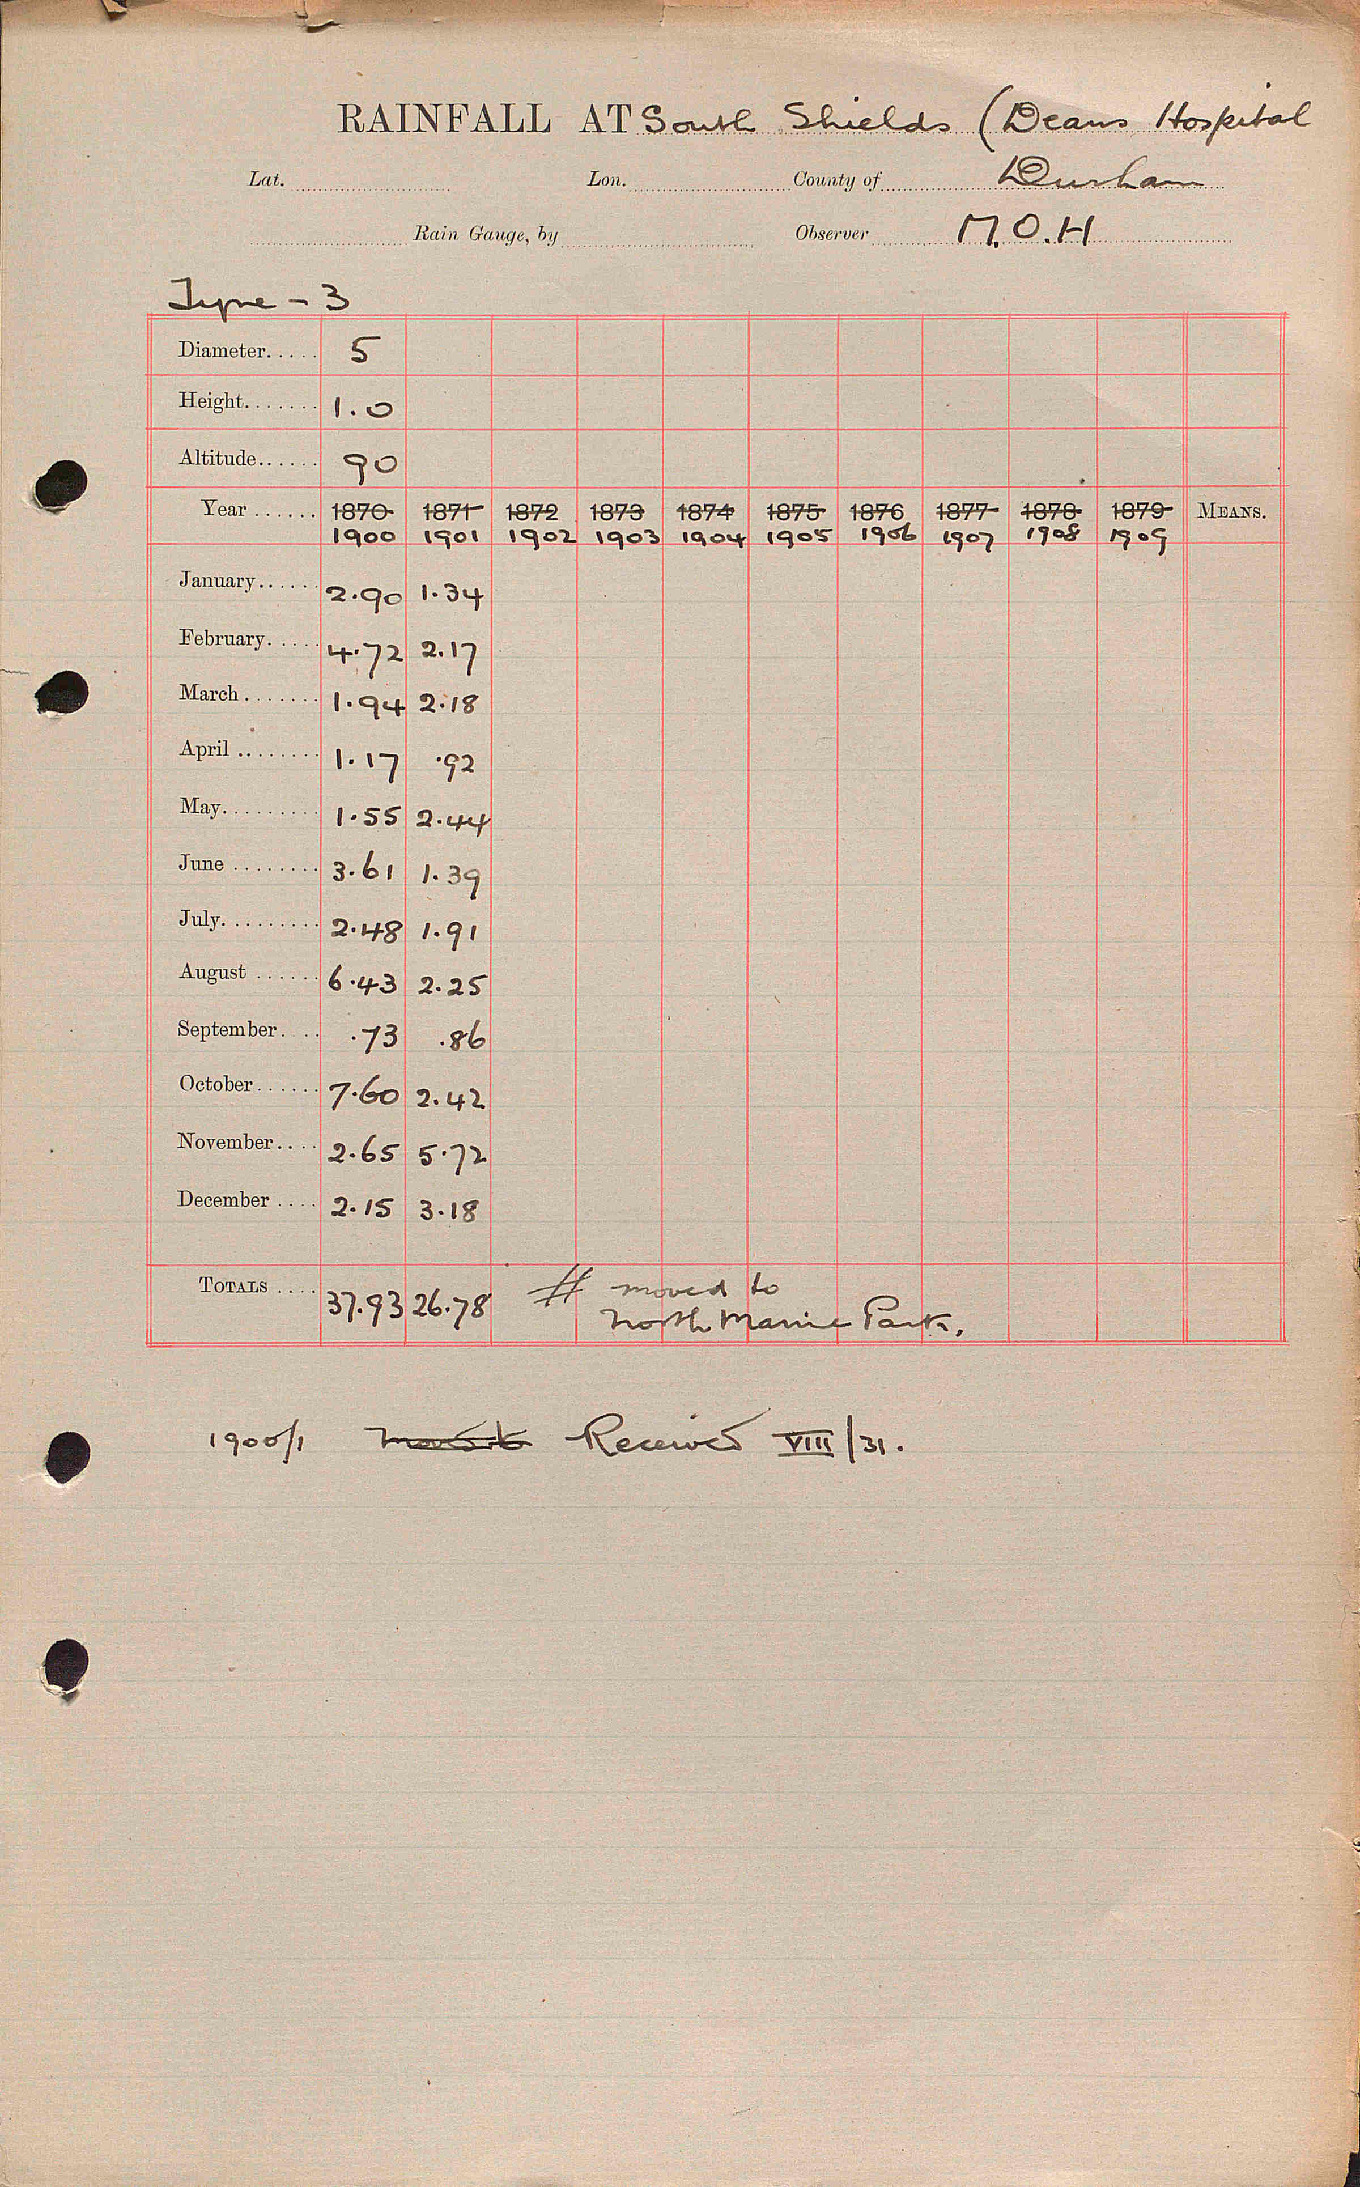 RAINFALL AT South Shields (Deans Hospital
Lat. Lon. County of Durham
Rain Gauge, by Observer M.O.H
Tyne - 3
Diameter..... 5
Height....... 1.0
Altitude...... 90
Year ...... 1870 1871 1872 1873 1874 1875 1876 1877 1878 1879 MEANS.
1900 1901 1902 1903 1904 1905 1906 1907 1908 1909
January...... 2.90 1.34
February..... 4.72 2.17
March....... 1.94 2.18
April ........ 1.17 .92
May......... 1.55 2.44
June ........ 3.61 1.39
July......... 2.48 1.91
August ...... 6.43 2.25
September.... .73 .86
October...... 7.60 2.42
November.... 2.65 5.72
December .... 2.15 3.18
TOTALS .... 37.93 26.78 # moved to
North Marine Park.
1900/1 Received VIII/31.